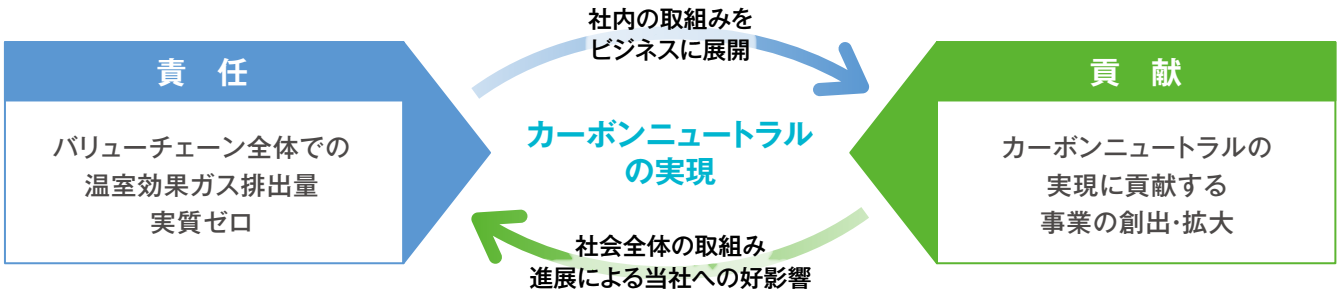 社内の取組みを
ビジネスに展開
責 任
バリューチェーン全体での
温室効果ガス排出量
実質ゼロ
カーボンニュートラル
の実現
貢 献
カーボンニュートラルの
実現に貢献する
事業の創出・拡大
社会全体の取組み
進展による当社への好影響